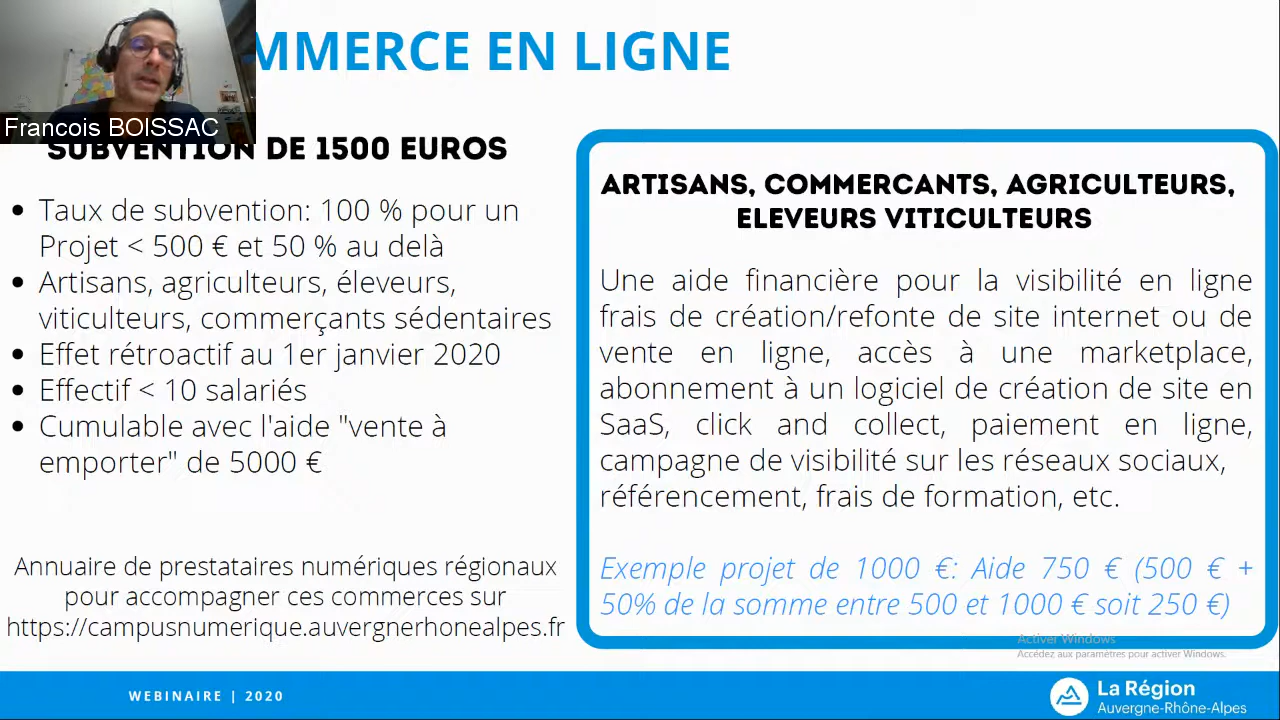 MMERCE EN LIGNE
Francois BOISSAC
SUBVENTION DE 1500 EUROS
• Taux de subvention: 100 % pour un
Projet < 500 € et 50 % au delà
• Artisans, agriculteurs, éleveurs,
viticulteurs, commerçants sédentaires
• Effet rétroactif au 1er janvier 2020
• Effectif < 10 salariés
• Cumulable avec l'aide "vente à
emporter" de 5000 €
Annuaire de prestataires numériques régionaux
pour accompagner ces commerces sur
https://campusnumerique.auvergnerhonealpes.fr
ARTISANS, COMMERCANTS, AGRICULTEURS,
ELEVEURS VITICULTEURS
Une aide financière pour la visibilité en ligne
frais de création/refonte de site internet ou de
vente en ligne, accès à une marketplace,
abonnement à un logiciel de création de site en
SaaS, click and collect, paiement en ligne,
campagne de visibilité sur les réseaux sociaux,
référencement, frais de formation, etc.
Exemple projet de 1000 €: Aide 750 € (500 € +
50% de la somme entre 500 et 1000 € soit 250 €)
Activer Windows
Accédez aux paramètres pour activer Windows.
WEBINAIRE | 2020
La Région
Auvergne-Rhône-Alpes